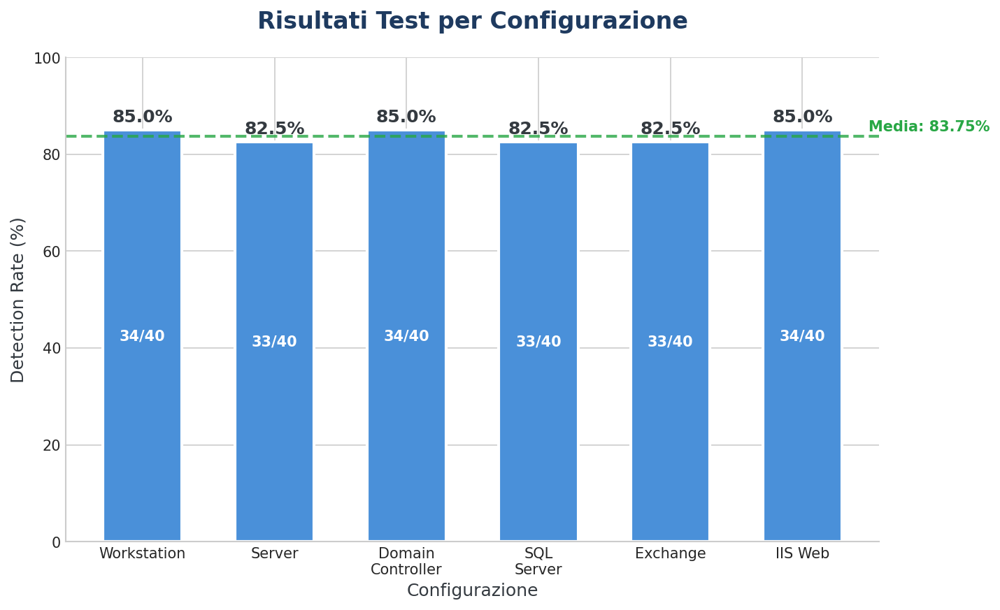 Risultati Test per Configurazione
100
80
60
40
20
0
Detection Rate (%)
85.0%
82.5%
85.0%
82.5%
82.5%
85.0%
Media: 83.75%
34/40
33/40
34/40
33/40
33/40
34/40
Workstation
Server
Domain
Controller
SQL
Server
Exchange
IIS Web
Configurazione